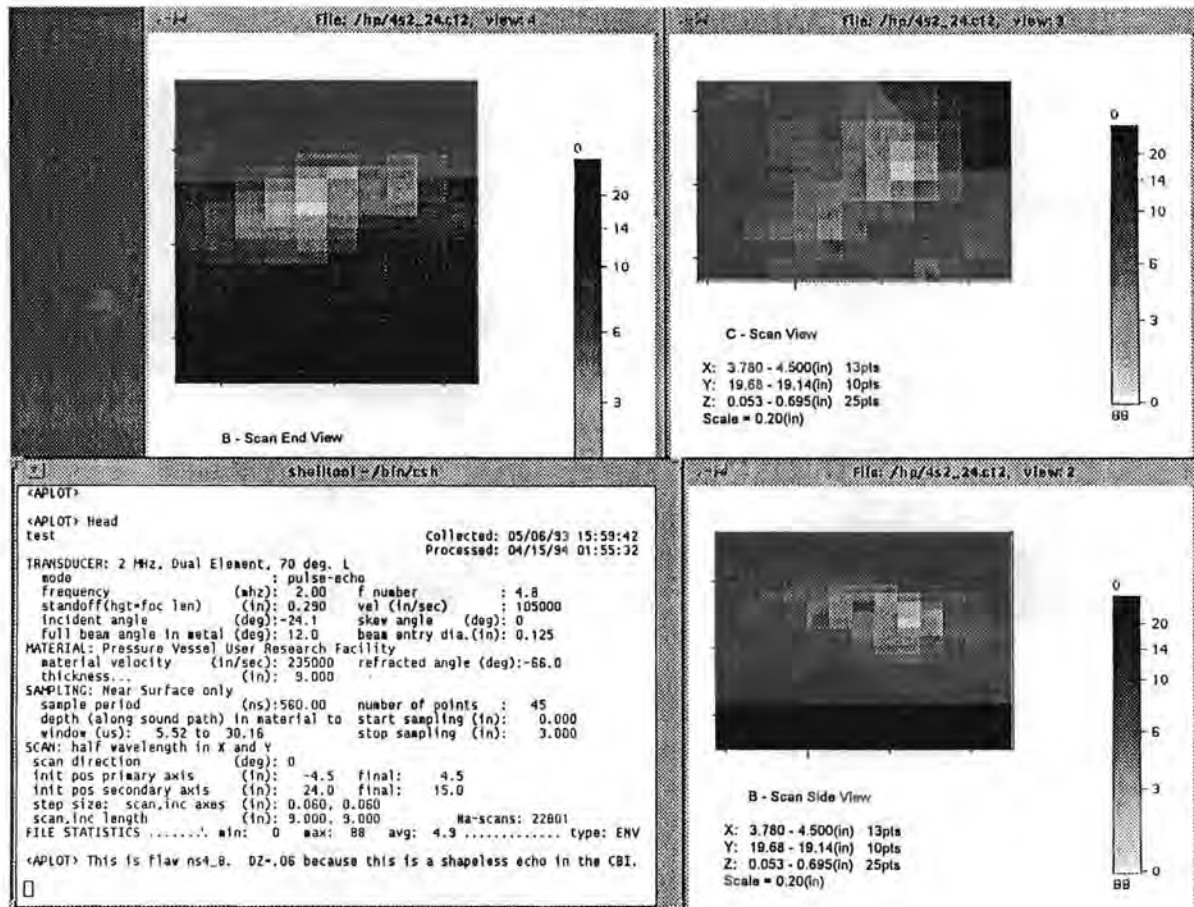 File: /hp/4s2_24.ct2, view: 4
0
20
14
10
6
3
B - Scan End View
File: /hp/4s2_24.ct2, view: 3
0
20
14
10
6
3
0
88
C - Scan View
X: 3.780 - 4.500(in) 13pts
Y: 19.68 - 19.14(in) 10pts
Z: 0.053 - 0.695(in) 25pts
Scale = 0.20(in)
shelltool - /bin/csh
<APLOT>
<APLOT> Head
test Collected: 05/06/93 15:59:42
Processed: 04/15/94 01:55:32
TRANSDUCER: 2 MHz, Dual Element, 70 deg. L
mode : pulse-echo
frequency (mhz): 2.00 f number : 4.8
standoff(hgt+foc len) (in): 0.290 vel (in/sec) : 105000
incident angle (deg):-24.1 skew angle (deg): 0
full beam angle in metal (deg): 12.0 beam entry dia.(in): 0.125
MATERIAL: Pressure Vessel User Research Facility
material velocity (in/sec): 235000 refracted angle (deg):-66.0
thickness... (in): 9.000
SAMPLING: Near Surface only
sample period (ns):560.00 number of points : 45
depth (along sound path) in material to start sampling (in): 0.000
window (us): 5.52 to 30.16 stop sampling (in): 3.000
SCAN: half wavelength in X and Y
scan direction (deg): 0
init pos primary axis (in): -4.5 final: 4.5
init pos secondary axis (in): 24.0 final: 15.0
step size: scan,inc axes (in): 0.060, 0.060
scan,inc length (in): 9.000, 9.000 Na-scans: 22801
FILE STATISTICS .......'. min: 0 max: 88 avg: 4.9 ............. type: ENV
<APLOT> This is flaw ns4_8. DZ=.06 because this is a shapeless echo in the CBI.
File: /hp/4s2_24.ct2, view: 2
0
20
14
10
6
3
0
88
B - Scan Side View
X: 3.780 - 4.500(in) 13pts
Y: 19.68 - 19.14(in) 10pts
Z: 0.053 - 0.695(in) 25pts
Scale = 0.20(in)